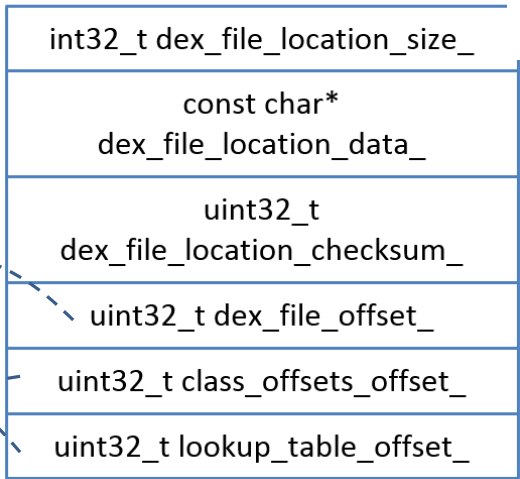 int32_t dex_file_location_size_
const char*
dex_file_location_data_
uint32_t
dex_file_location_checksum_
uint32_t dex_file_offset_
uint32_t class_offsets_offset_
uint32_t lookup_table_offset_